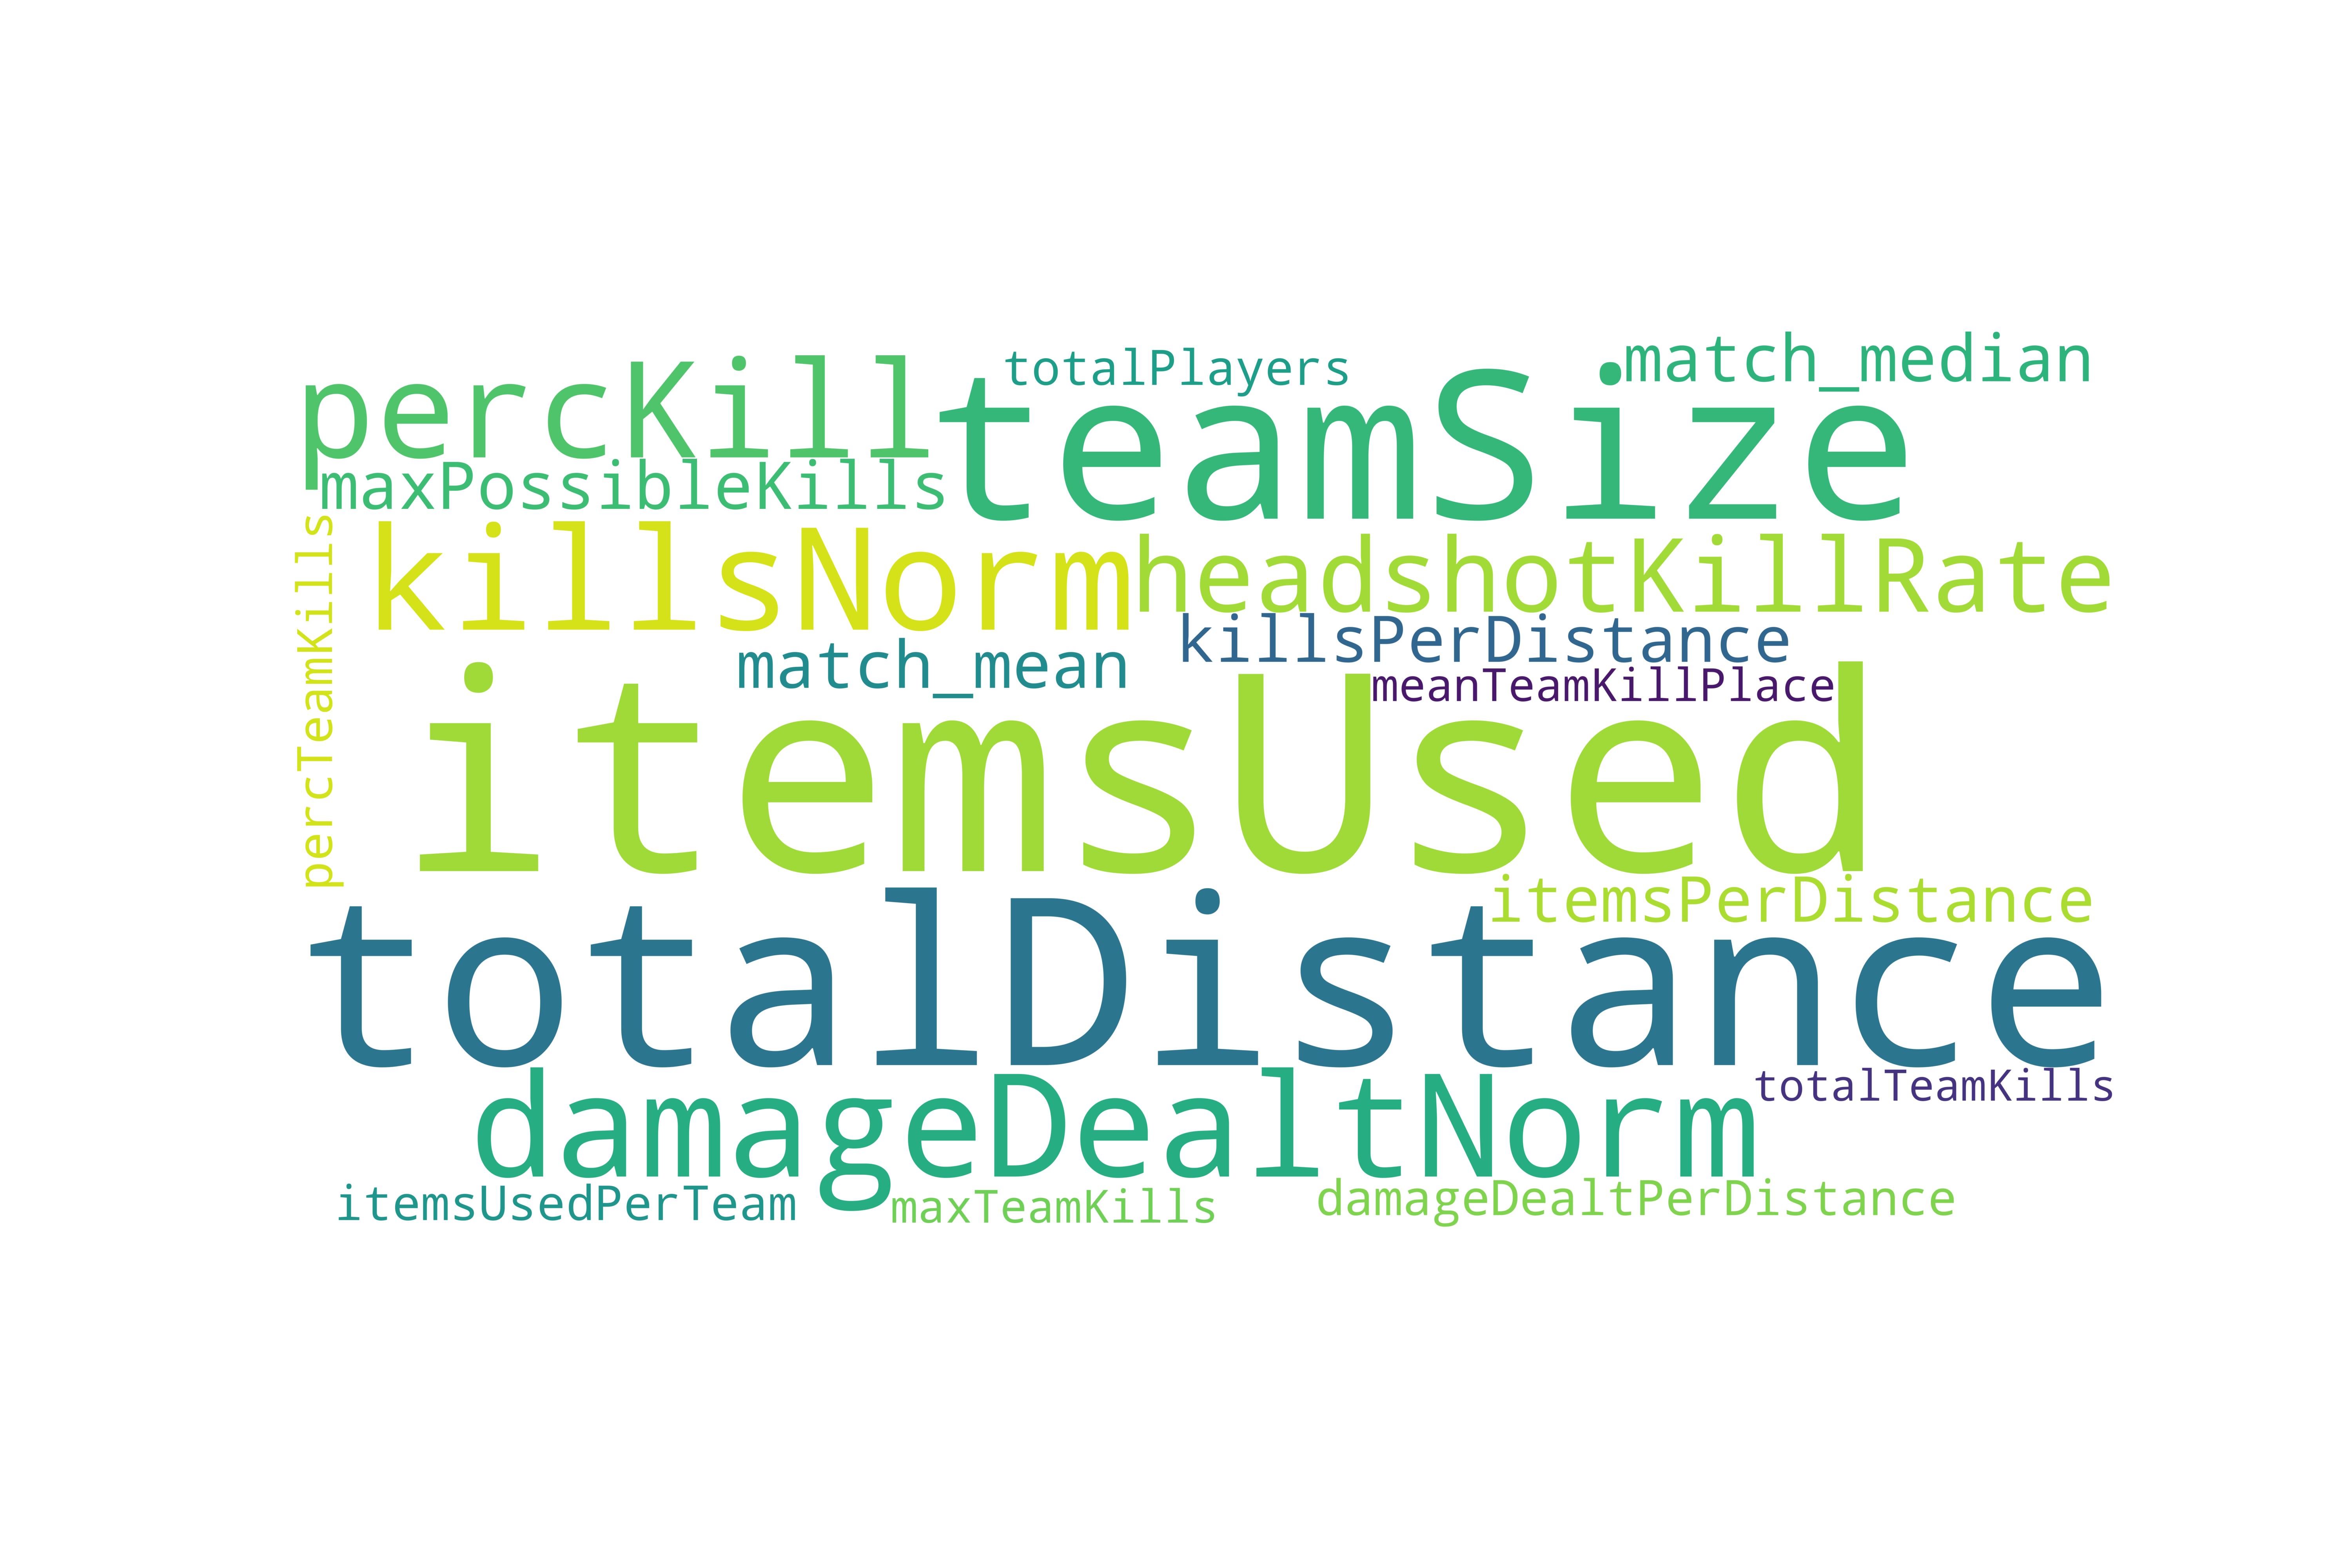 totalPlayers
match_median
percKill
teamSize
maxPossibleKills
killsNorm
headshotKillRate
percTeamKills
killsPerDistance
match_mean
meanTeamKillPlace
itemsUsed
itemsPerDistance
totalDistance
totalTeamKills
damageDealtNorm
itemsUsedPerTeam
maxTeamKills
damageDealtPerDistance